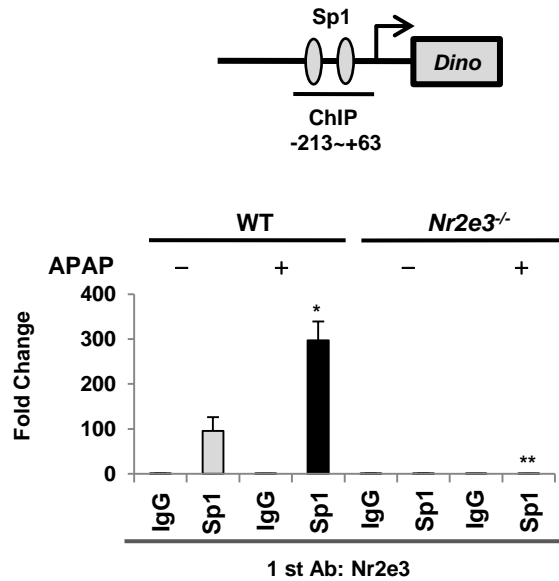 Sp1
Dino
ChIP
-213~+63
WT Nr2e3-/-
APAP – + – +
Fold Change
400
300
200
100
0
*
**
IgG Sp1 IgG Sp1 IgG Sp1 IgG Sp1
1 st Ab: Nr2e3